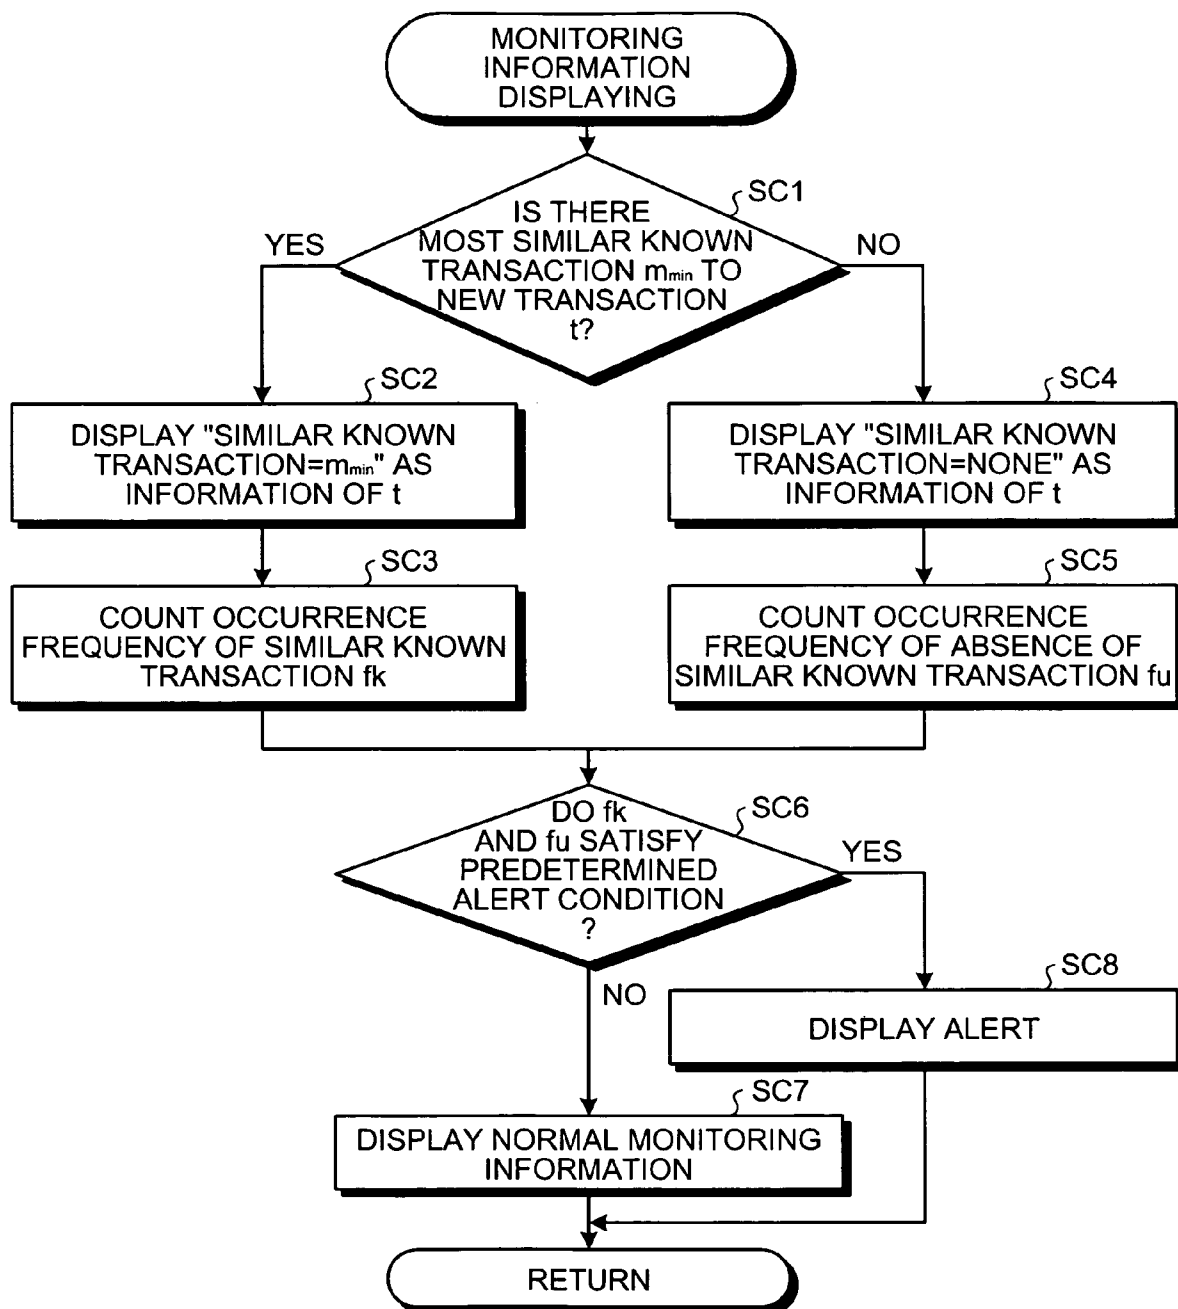 MONITORING
INFORMATION
DISPLAYING
SC1
IS THERE
MOST SIMILAR KNOWN
TRANSACTION mmin TO
NEW TRANSACTION
t?
YES
NO
SC2
DISPLAY "SIMILAR KNOWN
TRANSACTION=mmin" AS
INFORMATION OF t
SC4
DISPLAY "SIMILAR KNOWN
TRANSACTION=NONE" AS
INFORMATION OF t
SC3
COUNT OCCURRENCE
FREQUENCY OF SIMILAR KNOWN
TRANSACTION fk
SC5
COUNT OCCURRENCE
FREQUENCY OF ABSENCE OF
SIMILAR KNOWN TRANSACTION fu
SC6
DO fk
AND fu SATISFY
PREDETERMINED
ALERT CONDITION
?
YES
NO
SC8
DISPLAY ALERT
SC7
DISPLAY NORMAL MONITORING
INFORMATION
RETURN